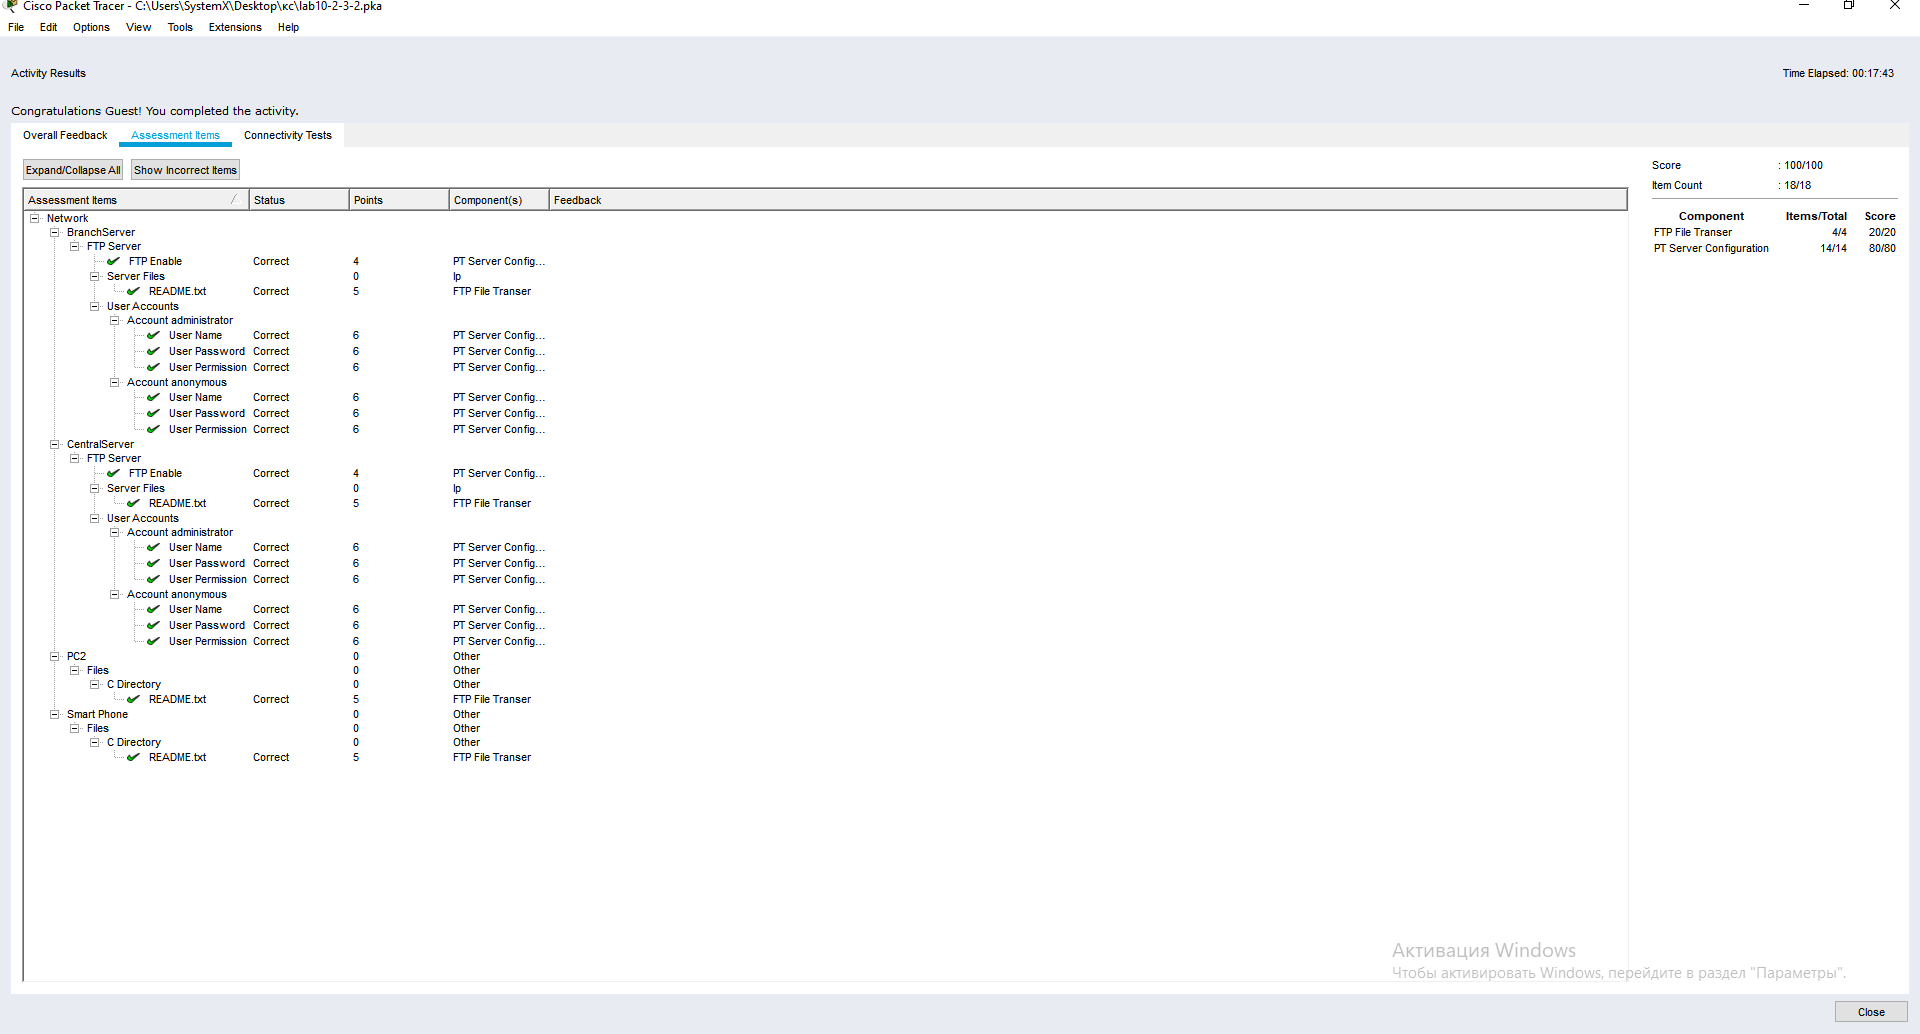 Cisco Packet Tracer - C:\Users\SystemX\Desktop\кс\lab10-2-3-2.pka
File Edit Options View Tools Extensions Help
Activity Results
Time Elapsed: 00:17:43
Congratulations Guest! You completed the activity.
Overall Feedback Assessment Items Connectivity Tests
Expand/Collapse All Show Incorrect Items
Assessment Items Status Points Component(s) Feedback
Network
BranchServer
FTP Server
FTP Enable Correct 4 PT Server Config...
Server Files 0 Ip
README.txt Correct 5 FTP File Transer
User Accounts
Account administrator
User Name Correct 6 PT Server Config...
User Password Correct 6 PT Server Config...
User Permission Correct 6 PT Server Config...
Account anonymous
User Name Correct 6 PT Server Config...
User Password Correct 6 PT Server Config...
User Permission Correct 6 PT Server Config...
CentralServer
FTP Server
FTP Enable Correct 4 PT Server Config...
Server Files 0 Ip
README.txt Correct 5 FTP File Transer
User Accounts
Account administrator
User Name Correct 6 PT Server Config...
User Password Correct 6 PT Server Config...
User Permission Correct 6 PT Server Config...
Account anonymous
User Name Correct 6 PT Server Config...
User Password Correct 6 PT Server Config...
User Permission Correct 6 PT Server Config...
PC2 0 Other
Files 0 Other
C Directory 0 Other
README.txt Correct 5 FTP File Transer
Smart Phone 0 Other
Files 0 Other
C Directory 0 Other
README.txt Correct 5 FTP File Transer
Score : 100/100
Item Count : 18/18
Component Items/Total Score
FTP File Transer 4/4 20/20
PT Server Configuration 14/14 80/80
Активация Windows
Чтобы активировать Windows, перейдите в раздел "Параметры".
Close